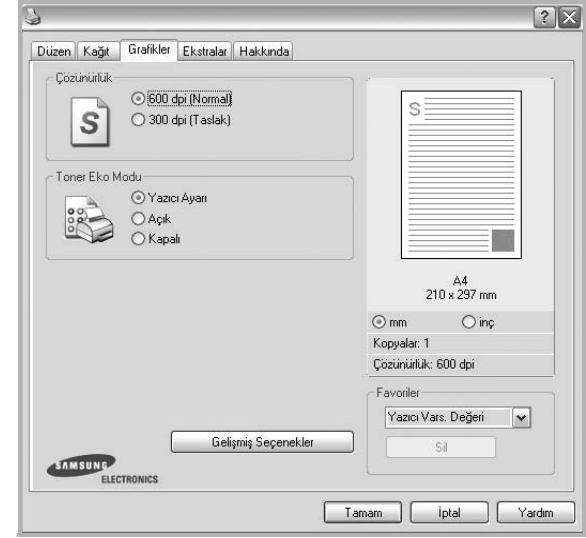 Düzen Kağıt Grafikler Ekstralar Hakkında
Çözünürlük
S
600 dpi (Normal)
300 dpi (Taslak)
Toner Eko Modu
Yazıcı Ayarı
Açık
Kapalı
S
A4
210 x 297 mm
mm inç
Kopyalar: 1
Çözünürlük: 600 dpi
Favoriler
Yazıcı Vars. Değeri
Sil
Gelişmiş Seçenekler
SAMSUNG
ELECTRONICS
Tamam İptal Yardım